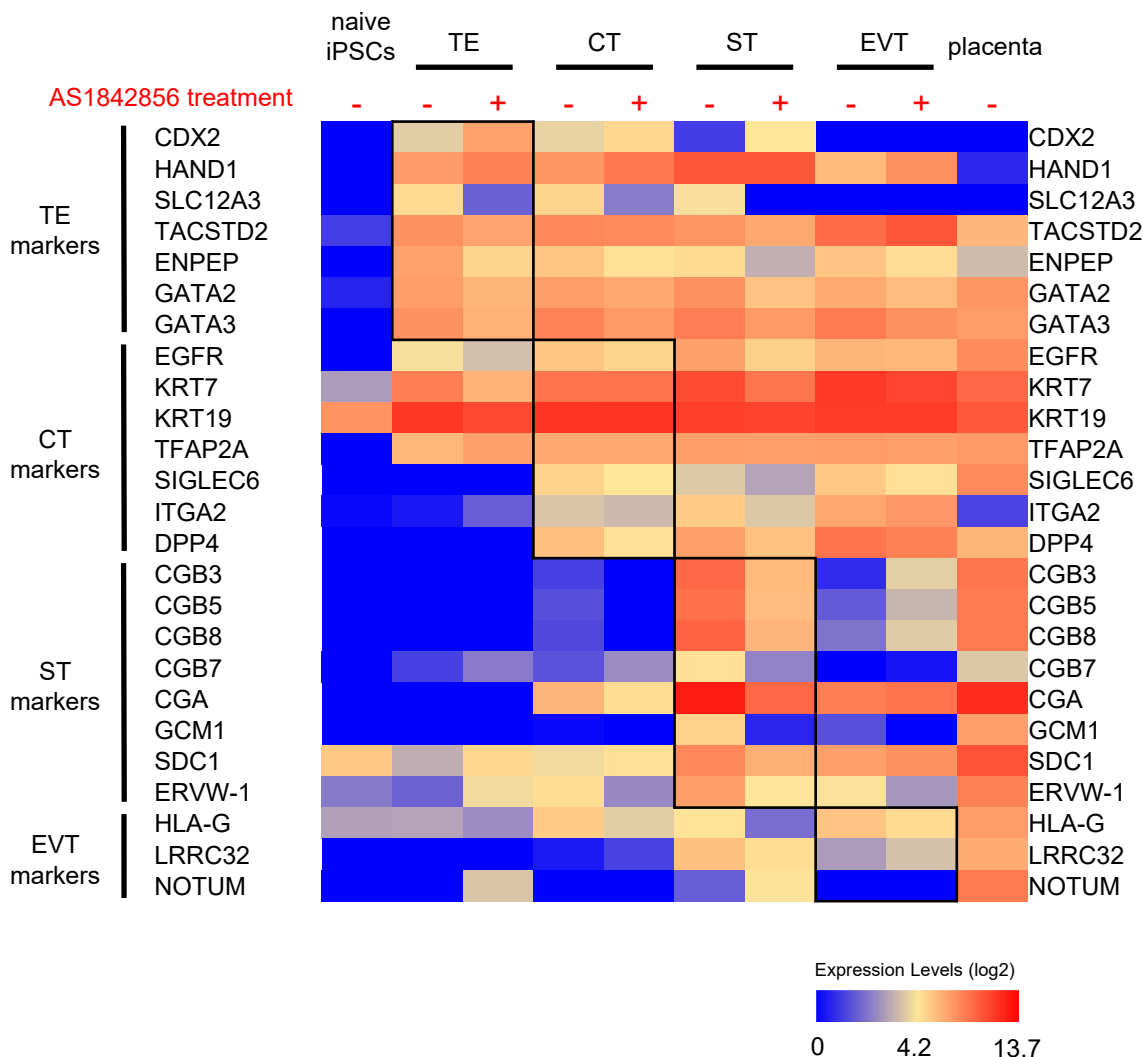 naive
iPSCs
TE
CT
ST
EVT
placenta
AS1842856 treatment
- - + - + - + - + -
TE
markers
CDX2 CDX2
HAND1 HAND1
SLC12A3 SLC12A3
TACSTD2 TACSTD2
ENPEP ENPEP
GATA2 GATA2
GATA3 GATA3
CT
markers
EGFR EGFR
KRT7 KRT7
KRT19 KRT19
TFAP2A TFAP2A
SIGLEC6 SIGLEC6
ITGA2 ITGA2
DPP4 DPP4
ST
markers
CGB3 CGB3
CGB5 CGB5
CGB8 CGB8
CGB7 CGB7
CGA CGA
GCM1 GCM1
SDC1 SDC1
ERVW-1 ERVW-1
EVT
markers
HLA-G HLA-G
LRRC32 LRRC32
NOTUM NOTUM
Expression Levels (log2)
0 4.2 13.7